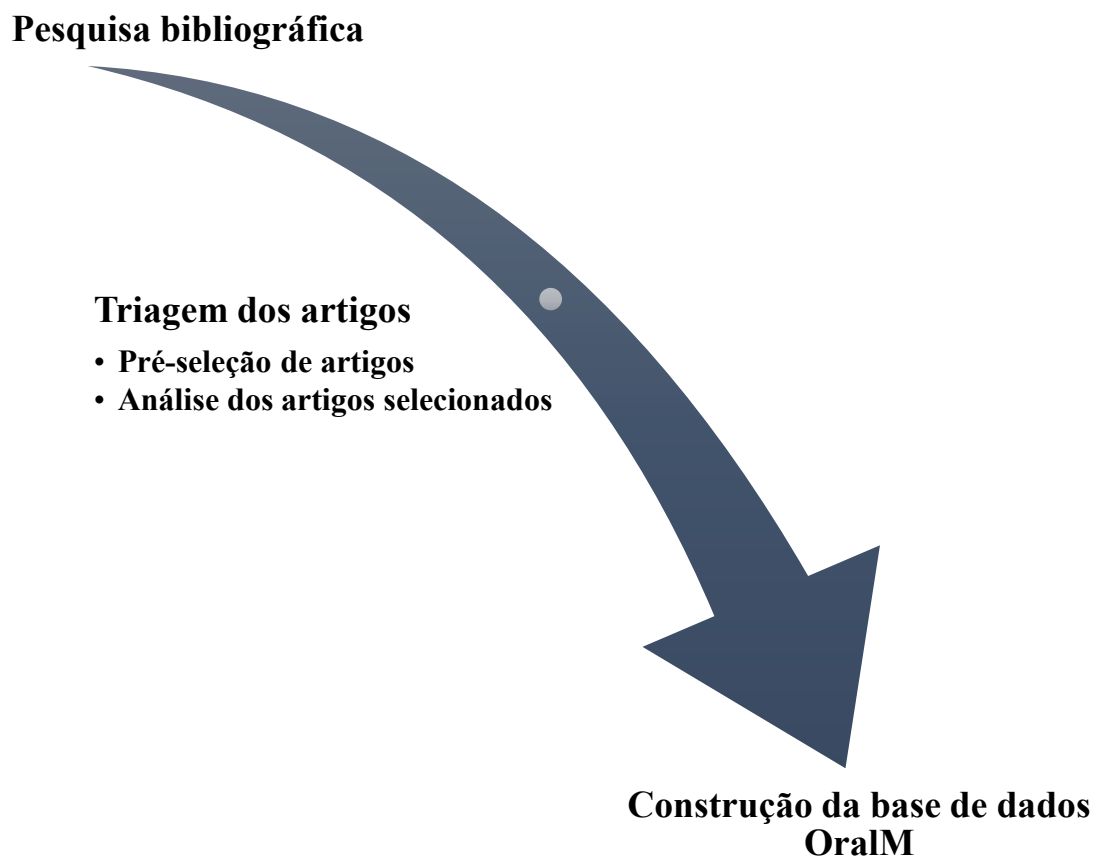 Pesquisa bibliográfica
Triagem dos artigos
• Pré-seleção de artigos
• Análise dos artigos selecionados
Construção da base de dados
OralM